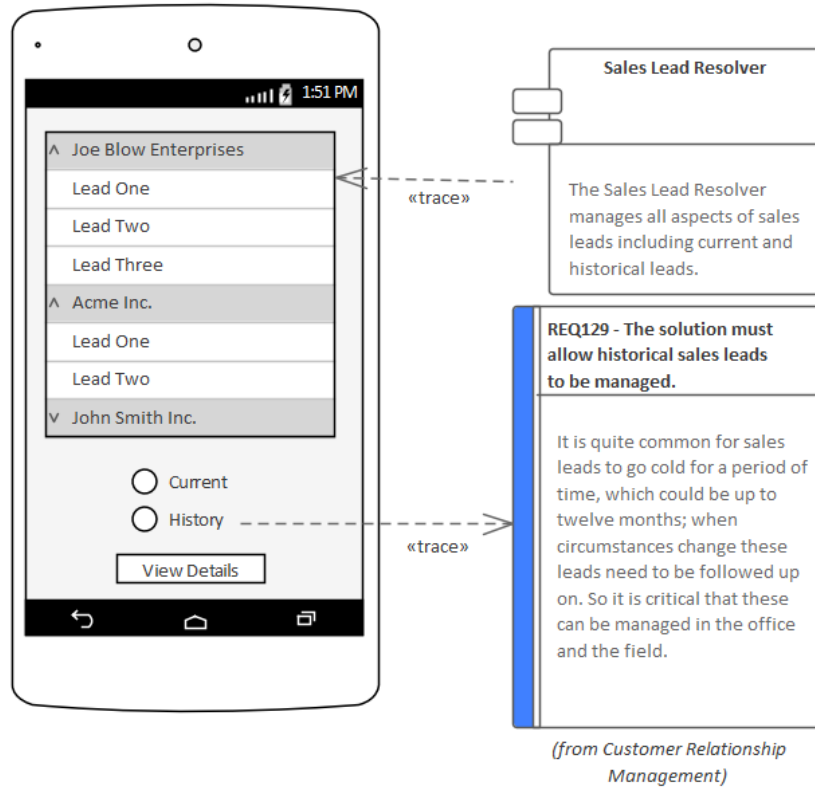 1:51 PM
Joe Blow Enterprises
Lead One
Lead Two
Lead Three
Acme Inc.
Lead One
Lead Two
John Smith Inc.
Current
History
View Details
«trace»
«trace»
Sales Lead Resolver
The Sales Lead Resolver
manages all aspects of sales
leads including current and
historical leads.
REQ129 - The solution must
allow historical sales leads
to be managed.
It is quite common for sales
leads to go cold for a period of
time, which could be up to
twelve months; when
circumstances change these
leads need to be followed up
on. So it is critical that these
can be managed in the office
and the field.
(from Customer Relationship
Management)